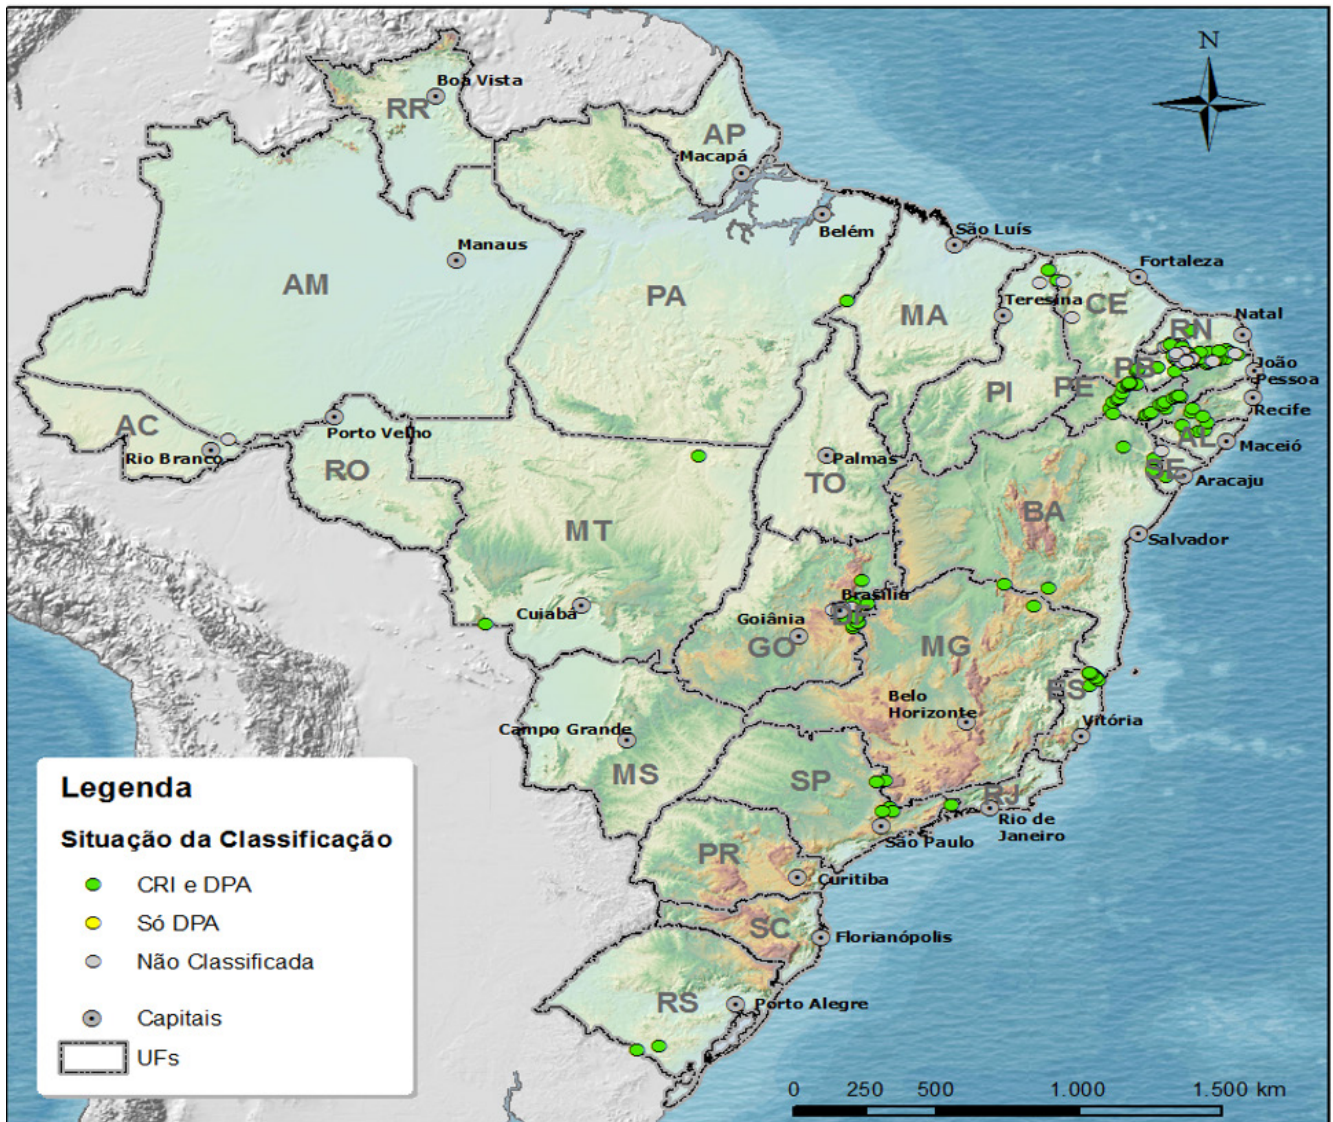 N
Boa Vista
RR
AP
Macapá
Belém
São Luís
Manaus
Fortaleza
AM
PA
Teresina
CE
MA
Natal
RN
João
Pessoa
PB
PE
PI
Recife
AC
Porto Velho
Rio Branco
AL
Maceió
RO
Palmas
TO
SE
Aracaju
BA
MT
Salvador
Cuiabá
Brasília
DF
Goiânia
GO
MG
ES
Belo
Horizonte
Vitória
Campo Grande
MS
SP
RJ
Rio de
Janeiro
São Paulo
PR
Curitiba
SC
Florianópolis
RS
Porto Alegre
Legenda
Situação da Classificação
CRI e DPA
Só DPA
Não Classificada
Capitais
UFs
0 250 500 1.000 1.500 km